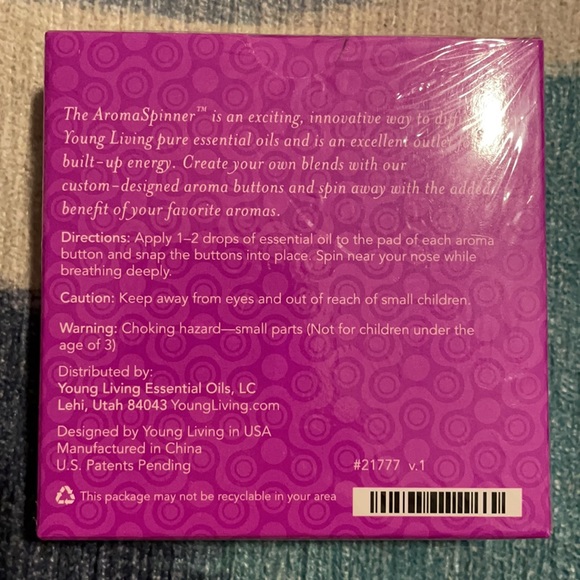 The AromaSpinner™ is an exciting, innovative way to
Young Living pure essential oils and is an excellent outlet
built-up energy. Create your own blends with our
custom-designed aroma buttons and spin away with the added
benefit of your favorite aromas.
Directions: Apply 1–2 drops of essential oil to the pad of each aroma
button and snap the buttons into place. Spin near your nose while
breathing deeply.
Caution: Keep away from eyes and out of reach of small children.
Warning: Choking hazard—small parts (Not for children under the
age of 3)
Distributed by:
Young Living Essential Oils, LC
Lehi, Utah 84043 YoungLiving.com
Designed by Young Living in USA
Manufactured in China
U.S. Patents Pending
#21777 v.1
This package may not be recyclable in your area